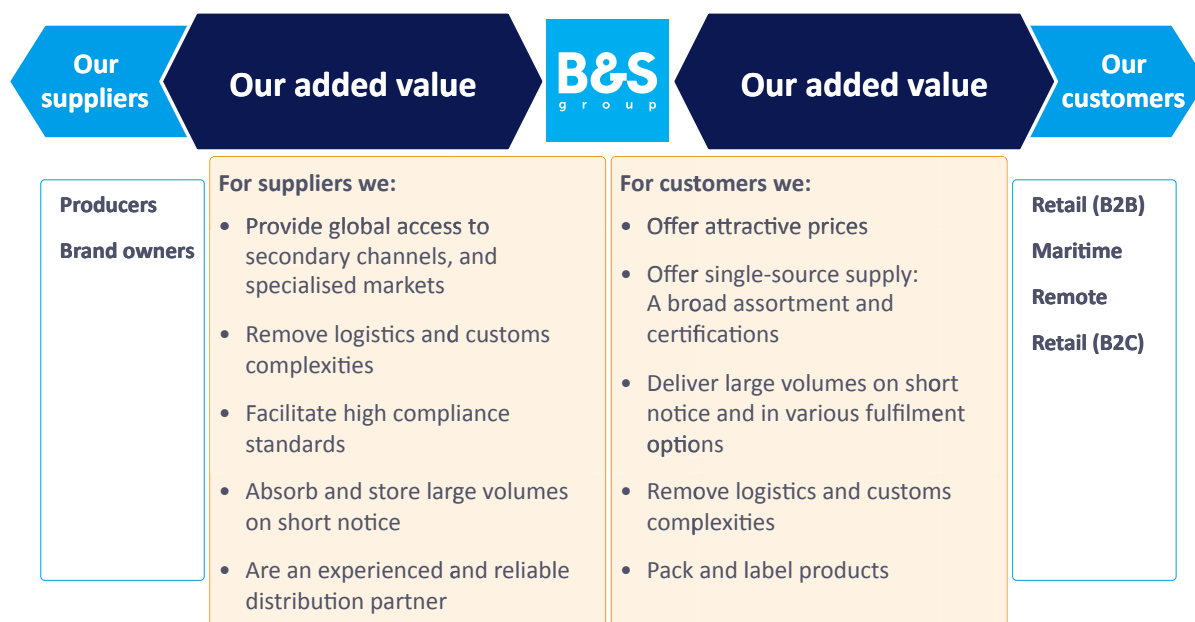 Our
suppliers
Our added value
B&S
group
Our added value
Our
customers
Producers
Brand owners
For suppliers we:
• Provide global access to
secondary channels, and
specialised markets
• Remove logistics and customs
complexities
• Facilitate high compliance
standards
• Absorb and store large volumes
on short notice
• Are an experienced and reliable
distribution partner
For customers we:
• Offer attractive prices
• Offer single-source supply:
A broad assortment and
certifications
• Deliver large volumes on short
notice and in various fulfilment
options
• Remove logistics and customs
complexities
• Pack and label products
Retail (B2B)
Maritime
Remote
Retail (B2C)